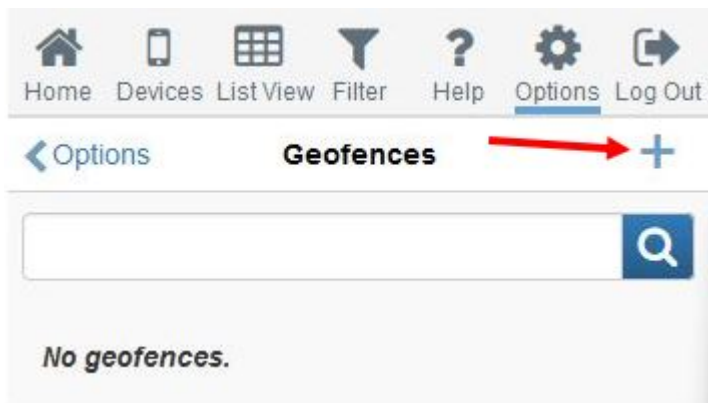 Home Devices List View Filter Help Options Log Out
Options Geofences
No geofences.